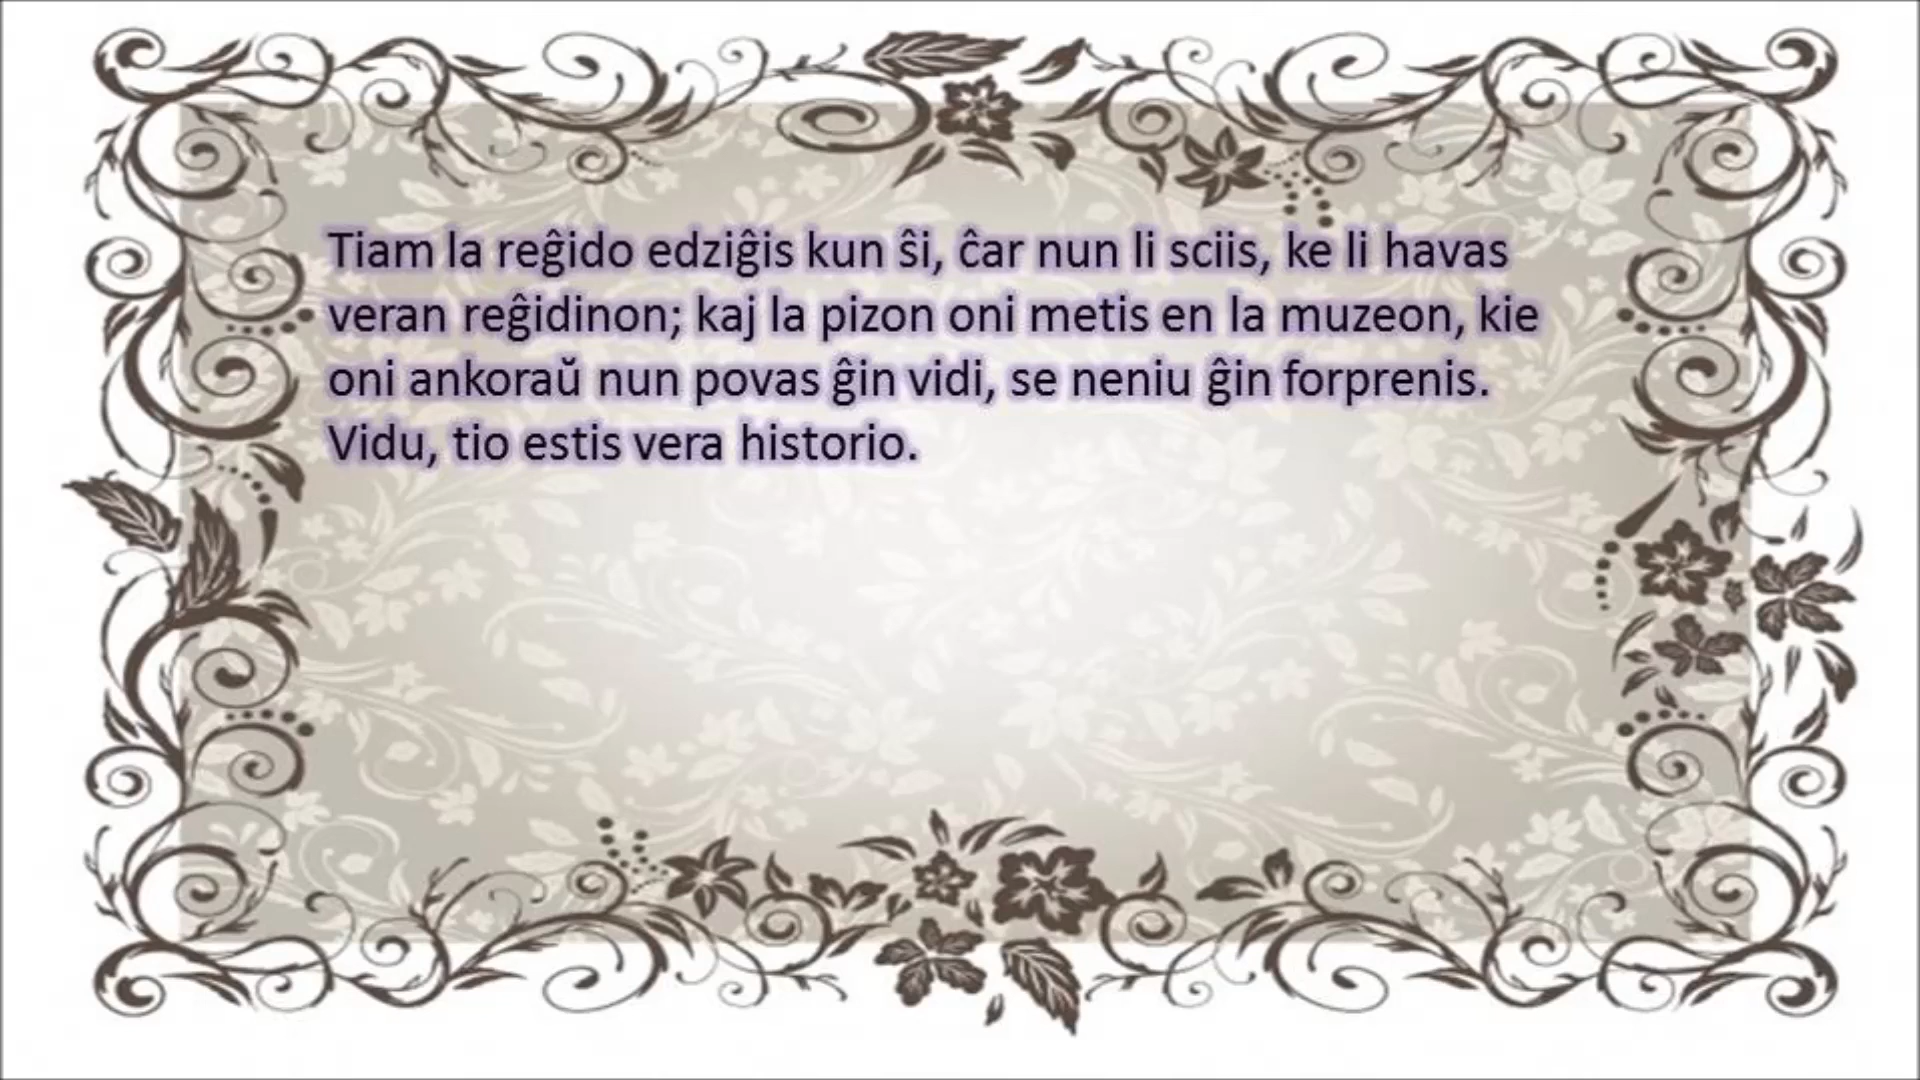 Tiam la reĝido edziĝis kun ŝi, ĉar nun li sciis, ke li havas
veran reĝidinon; kaj la pizon oni metis en la muzeon, kie
oni ankoraŭ nun povas ĝin vidi, se neniu ĝin forprenis.
Vidu, tio estis vera historio.